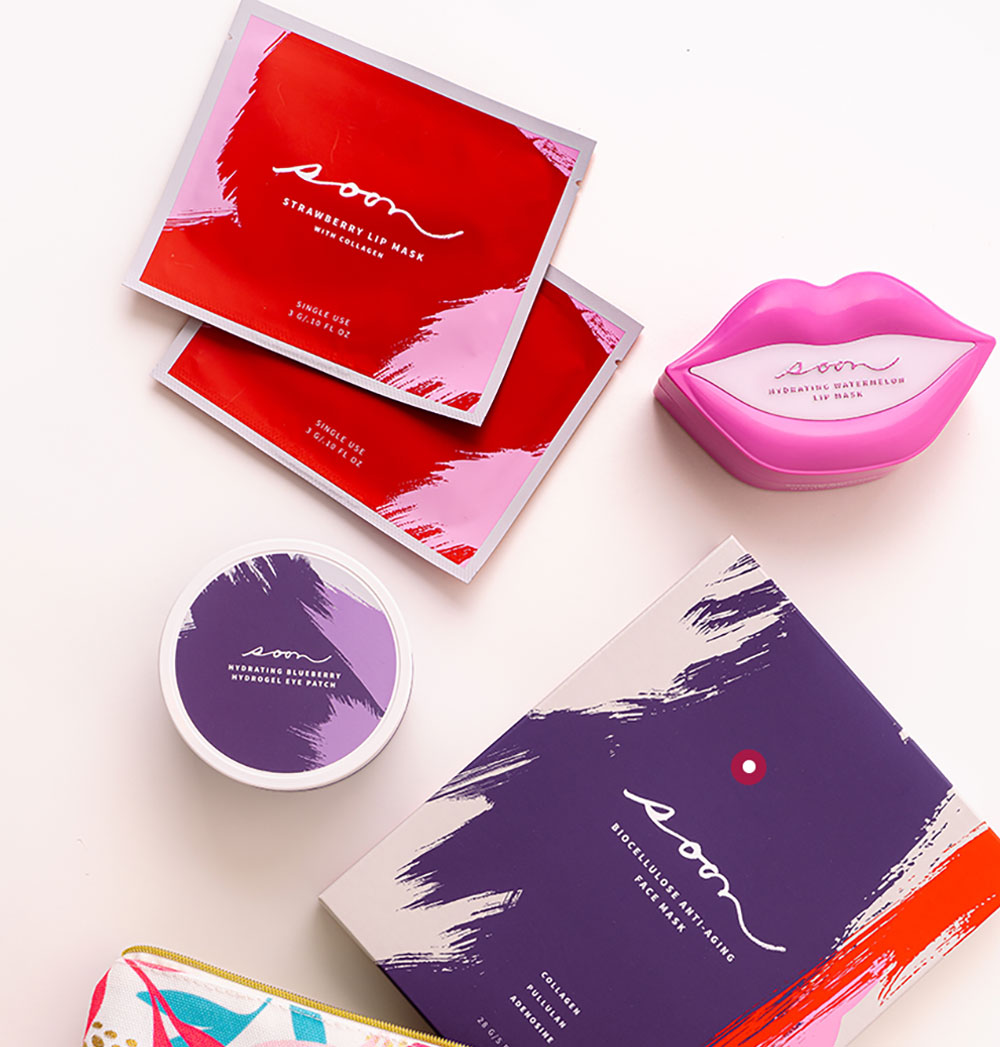 soon
STRAWBERRY LIP MASK
WITH COLLAGEN
SINGLE USE
3 G/.10 FL OZ
SINGLE USE
3 G/.10 FL OZ
soon
HYDRATING WATERMELON
LIP MASK
soon
HYDRATING BLUEBERRY
HYDROGEL EYE PATCH
soon
BIOCELLULOSE ANTI-AGING
FACE MASK
COLLAGEN
PULLULAN
ADENOSINE
28 G/5